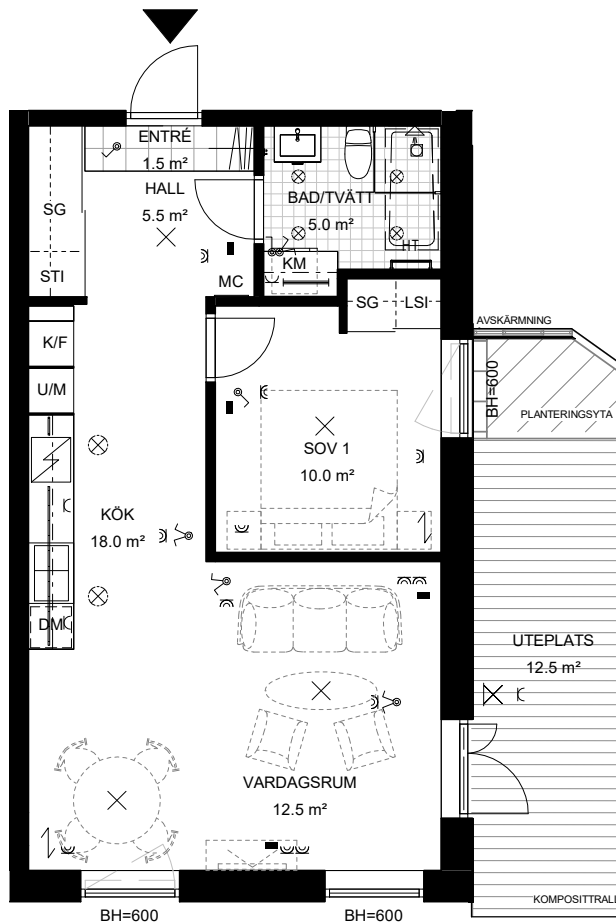 ENTRÉ
1.5 m²
HALL
5.5 m²
BAD/TVÄTT
5.0 m²
SG
STI
HT
KM
MC
SG
LSI
K/F
U/M
AVSKÄRMNING
BH=600
PLANTERINGSYTA
SOV 1
10.0 m²
KÖK
18.0 m²
DM
UTEPLATS
12.5 m²
VARDAGSRUM
12.5 m²
KOMPOSITTRALL
BH=600
BH=600